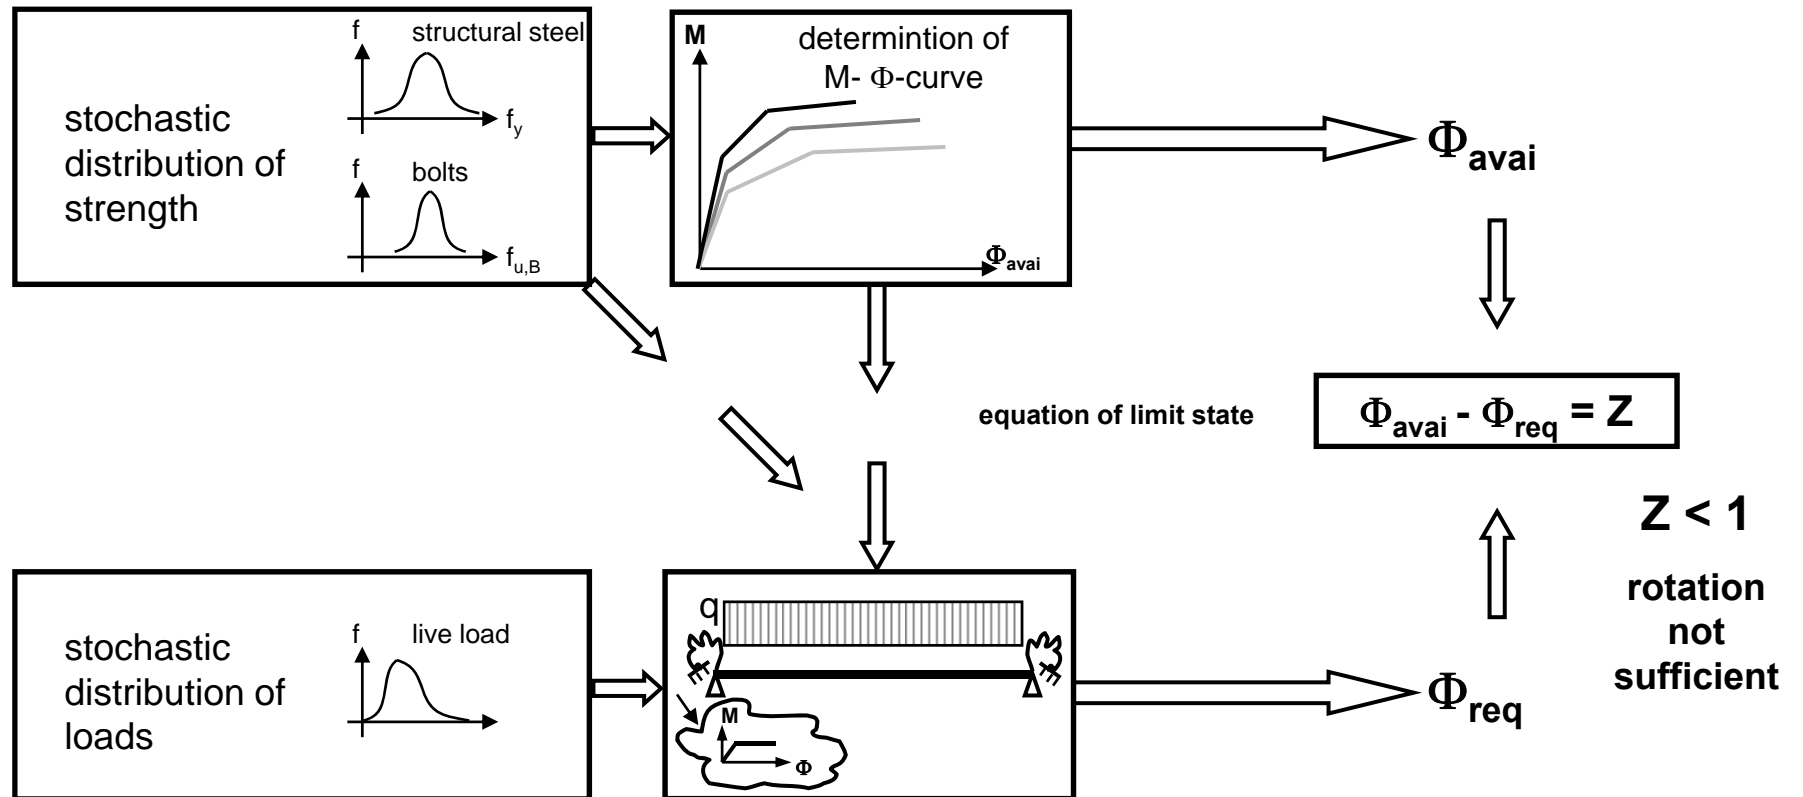 f structural steel
f_y
stochastic
distribution of
strength
f bolts
f_u,B
M
determintion of
M- Φ-curve
Φ_avai
Φ_avai
equation of limit state
Φ_avai - Φ_req = Z
Z < 1
rotation
not
sufficient
stochastic
distribution of
loads
f live load
q
M
Φ
Φ_req